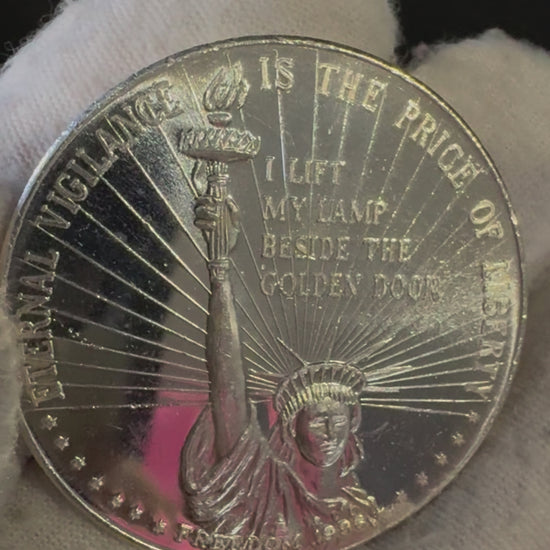 ETERNAL VIGILANCE IS THE PRICE OF LIBERTY
I LIFT
MY LAMP
BESIDE THE
GOLDEN DOOR
FREEDOM